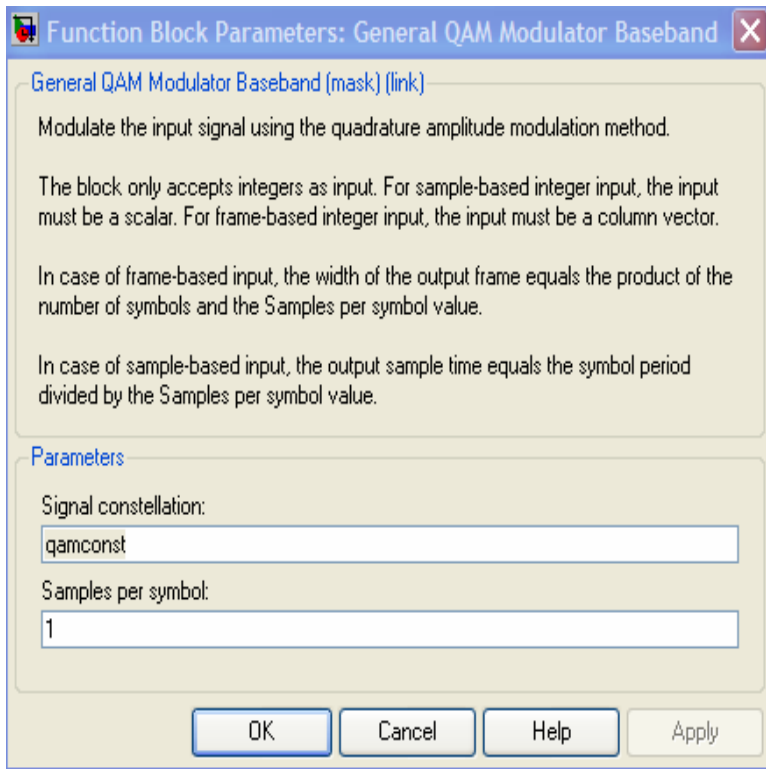 Function Block Parameters: General QAM Modulator Baseband
General QAM Modulator Baseband (mask) (link)
Modulate the input signal using the quadrature amplitude modulation method.
The block only accepts integers as input. For sample-based integer input, the input
must be a scalar. For frame-based integer input, the input must be a column vector.
In case of frame-based input, the width of the output frame equals the product of the
number of symbols and the Samples per symbol value.
In case of sample-based input, the output sample time equals the symbol period
divided by the Samples per symbol value.
Parameters
Signal constellation:
qamconst
Samples per symbol:
1
OK Cancel Help Apply